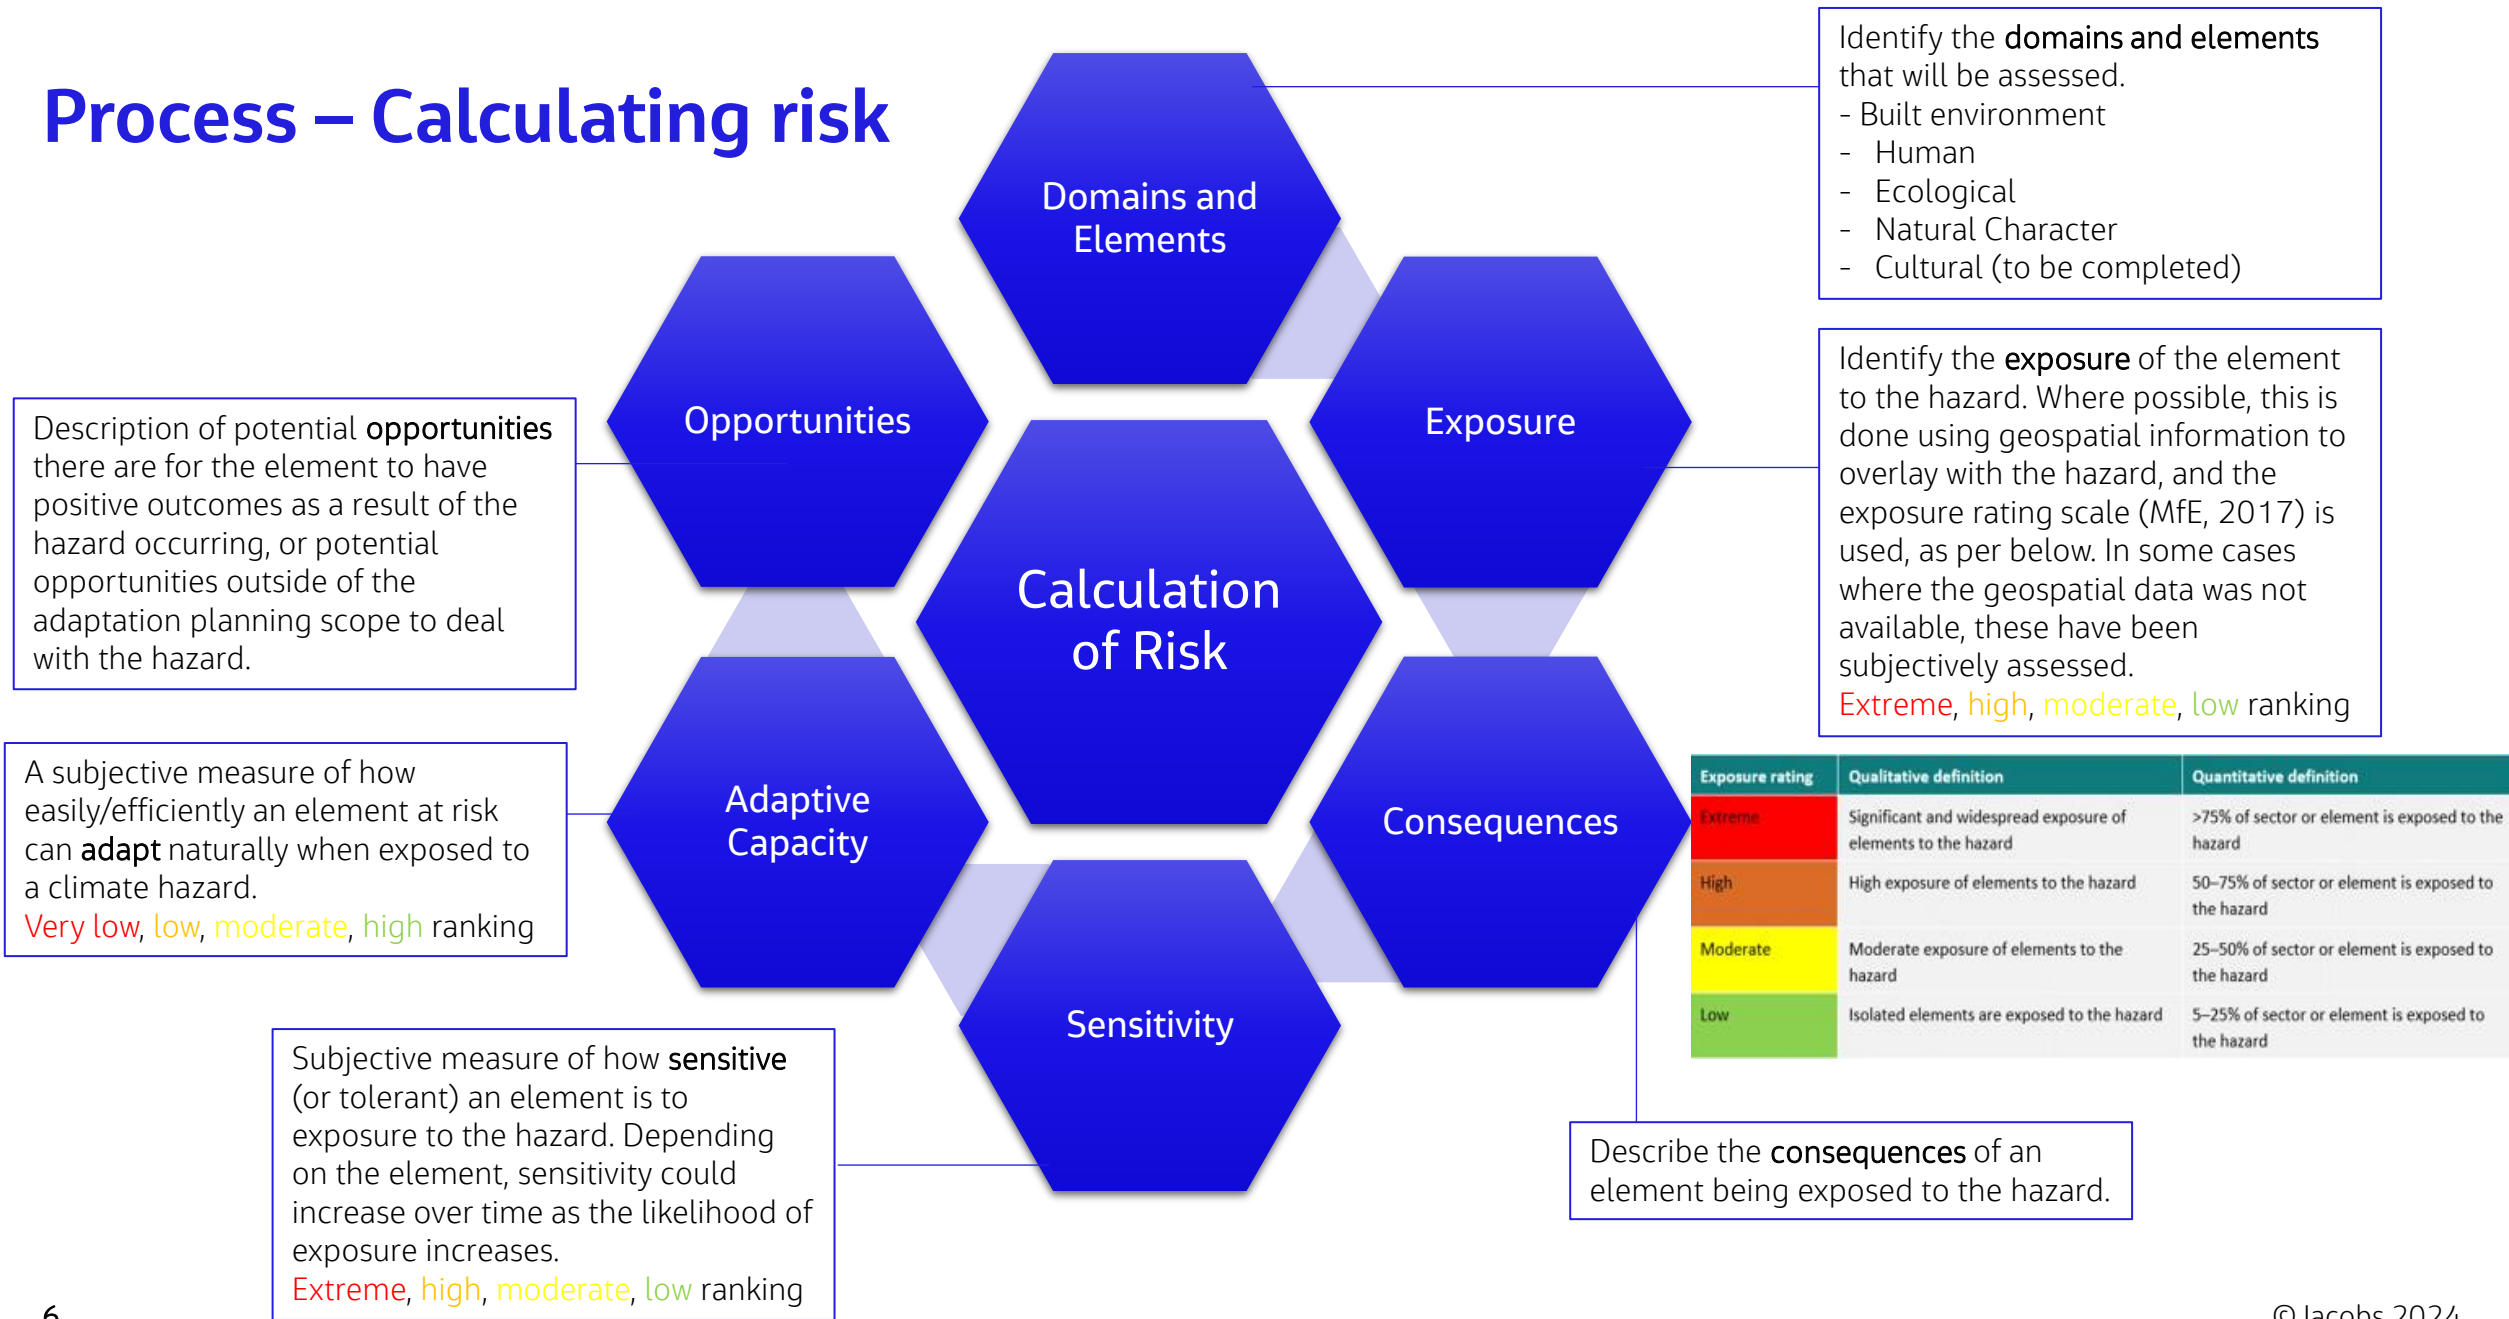 Process – Calculating risk
Domains and
Elements
Opportunities
Exposure
Calculation
of Risk
Adaptive
Capacity
Consequences
Sensitivity
Identify the domains and elements
that will be assessed.
- Built environment
- Human
- Ecological
- Natural Character
- Cultural (to be completed)
Identify the exposure of the element
to the hazard. Where possible, this is
done using geospatial information to
overlay with the hazard, and the
exposure rating scale (MfE, 2017) is
used, as per below. In some cases
where the geospatial data was not
available, these have been
subjectively assessed.
Extreme, high, moderate, low ranking
Exposure rating Qualitative definition Quantitative definition
Extreme Significant and widespread exposure of >75% of sector or element is exposed to the
elements to the hazard hazard
High High exposure of elements to the hazard 50–75% of sector or element is exposed to
the hazard
Moderate Moderate exposure of elements to the 25–50% of sector or element is exposed to
hazard the hazard
Low Isolated elements are exposed to the hazard 5–25% of sector or element is exposed to
the hazard
Describe the consequences of an
element being exposed to the hazard.
Description of potential opportunities
there are for the element to have
positive outcomes as a result of the
hazard occurring, or potential
opportunities outside of the
adaptation planning scope to deal
with the hazard.
A subjective measure of how
easily/efficiently an element at risk
can adapt naturally when exposed to
a climate hazard.
Very low, low, moderate, high ranking
Subjective measure of how sensitive
(or tolerant) an element is to
exposure to the hazard. Depending
on the element, sensitivity could
increase over time as the likelihood of
exposure increases.
Extreme, high, moderate, low ranking
6
© Jacobs 2024